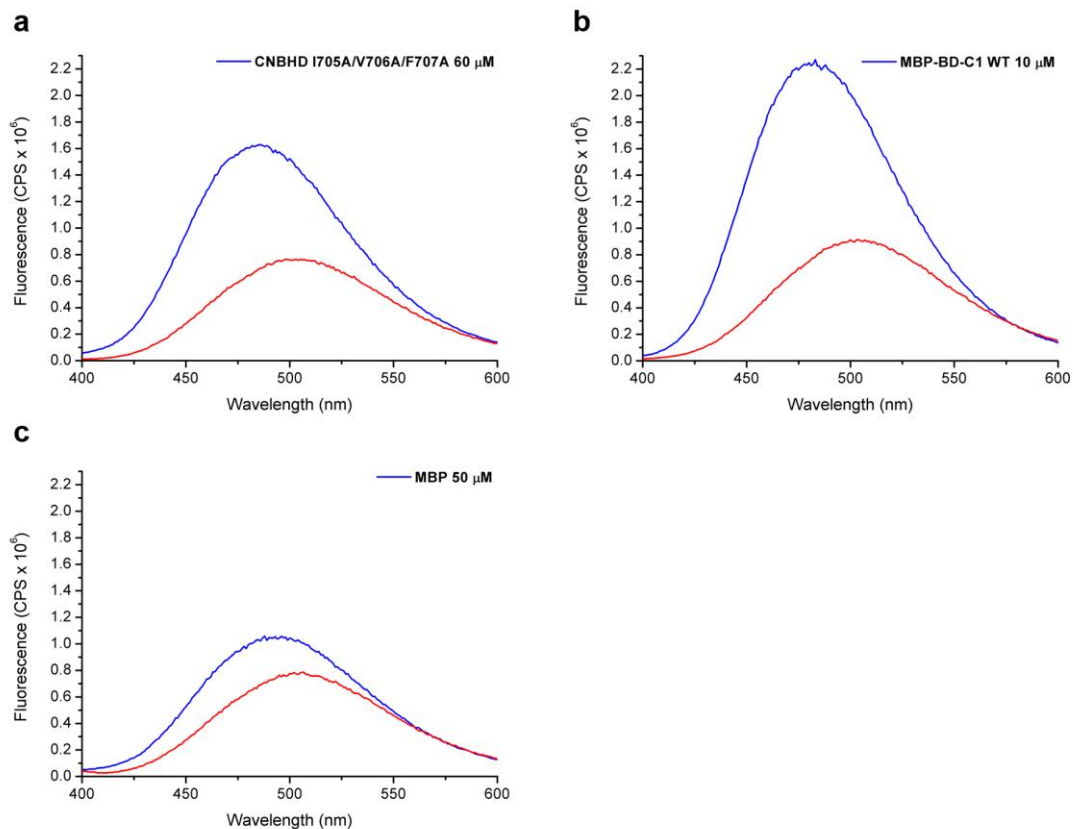 a
CNBHD I705A/V706A/F707A 60 μM
2.2
2.0
1.8
1.6
1.4
1.2
1.0
0.8
0.6
0.4
0.2
0.0
Fluorescence (CPS x 10⁶)
400 450 500 550 600
Wavelength (nm)
b
MBP-BD-C1 WT 10 μM
2.2
2.0
1.8
1.6
1.4
1.2
1.0
0.8
0.6
0.4
0.2
0.0
Fluorescence (CPS x 10⁶)
400 450 500 550 600
Wavelength (nm)
c
MBP 50 μM
2.2
2.0
1.8
1.6
1.4
1.2
1.0
0.8
0.6
0.4
0.2
0.0
Fluorescence (CPS x 10⁶)
400 450 500 550 600
Wavelength (nm)